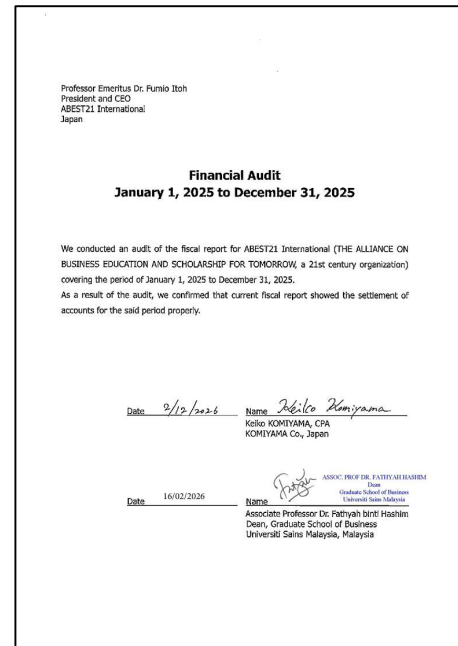 Professor Emeritus Dr. Fumio Itoh
President and CEO
ABEST21 International
Japan
Financial Audit
January 1, 2025 to December 31, 2025
We conducted an audit of the fiscal report for ABEST21 International (THE ALLIANCE ON
BUSINESS EDUCATION AND SCHOLARSHIP FOR TOMORROW, a 21st century organization)
covering the period of January 1, 2025 to December 31, 2025.
As a result of the audit, we confirmed that current fiscal report showed the settlement of
accounts for the said period properly.
Date 2/12/2026 Name Keiko Komiyama
Keiko KOMIYAMA, CPA
KOMIYAMA Co., Japan
ASSOC. PROF DR. FATHYAH HASHIM
Dean
Graduate School of Business
Universiti Sains Malaysia
Date 16/02/2026 Name
Associate Professor Dr. Fathyah binti Hashim
Dean, Graduate School of Business
Universiti Sains Malaysia, Malaysia